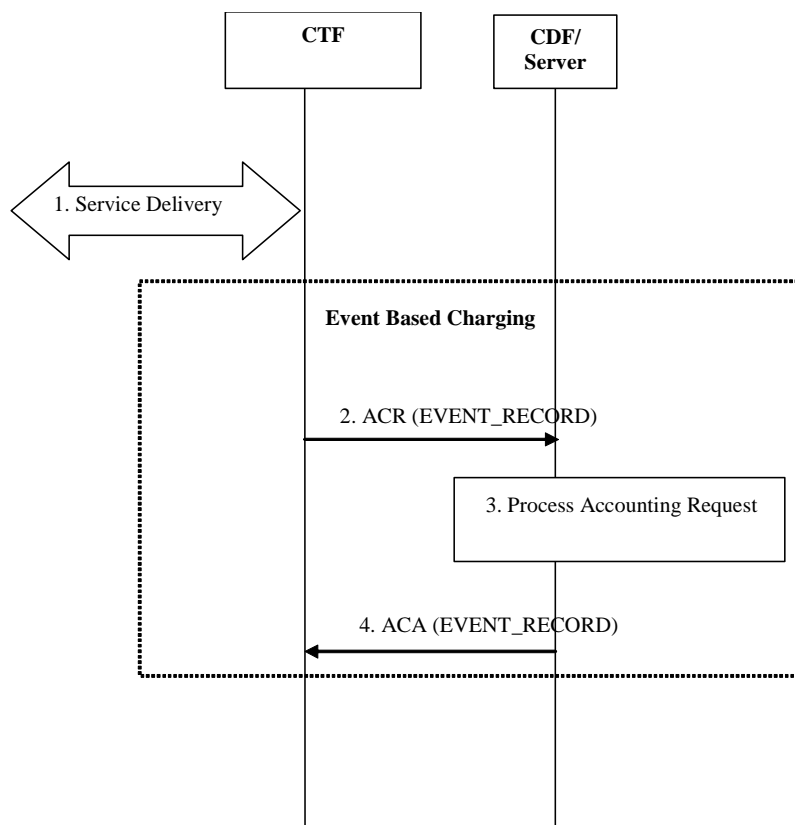 CTF
CDF/
Server
1. Service Delivery
Event Based Charging
2. ACR (EVENT_RECORD)
3. Process Accounting Request
4. ACA (EVENT_RECORD)